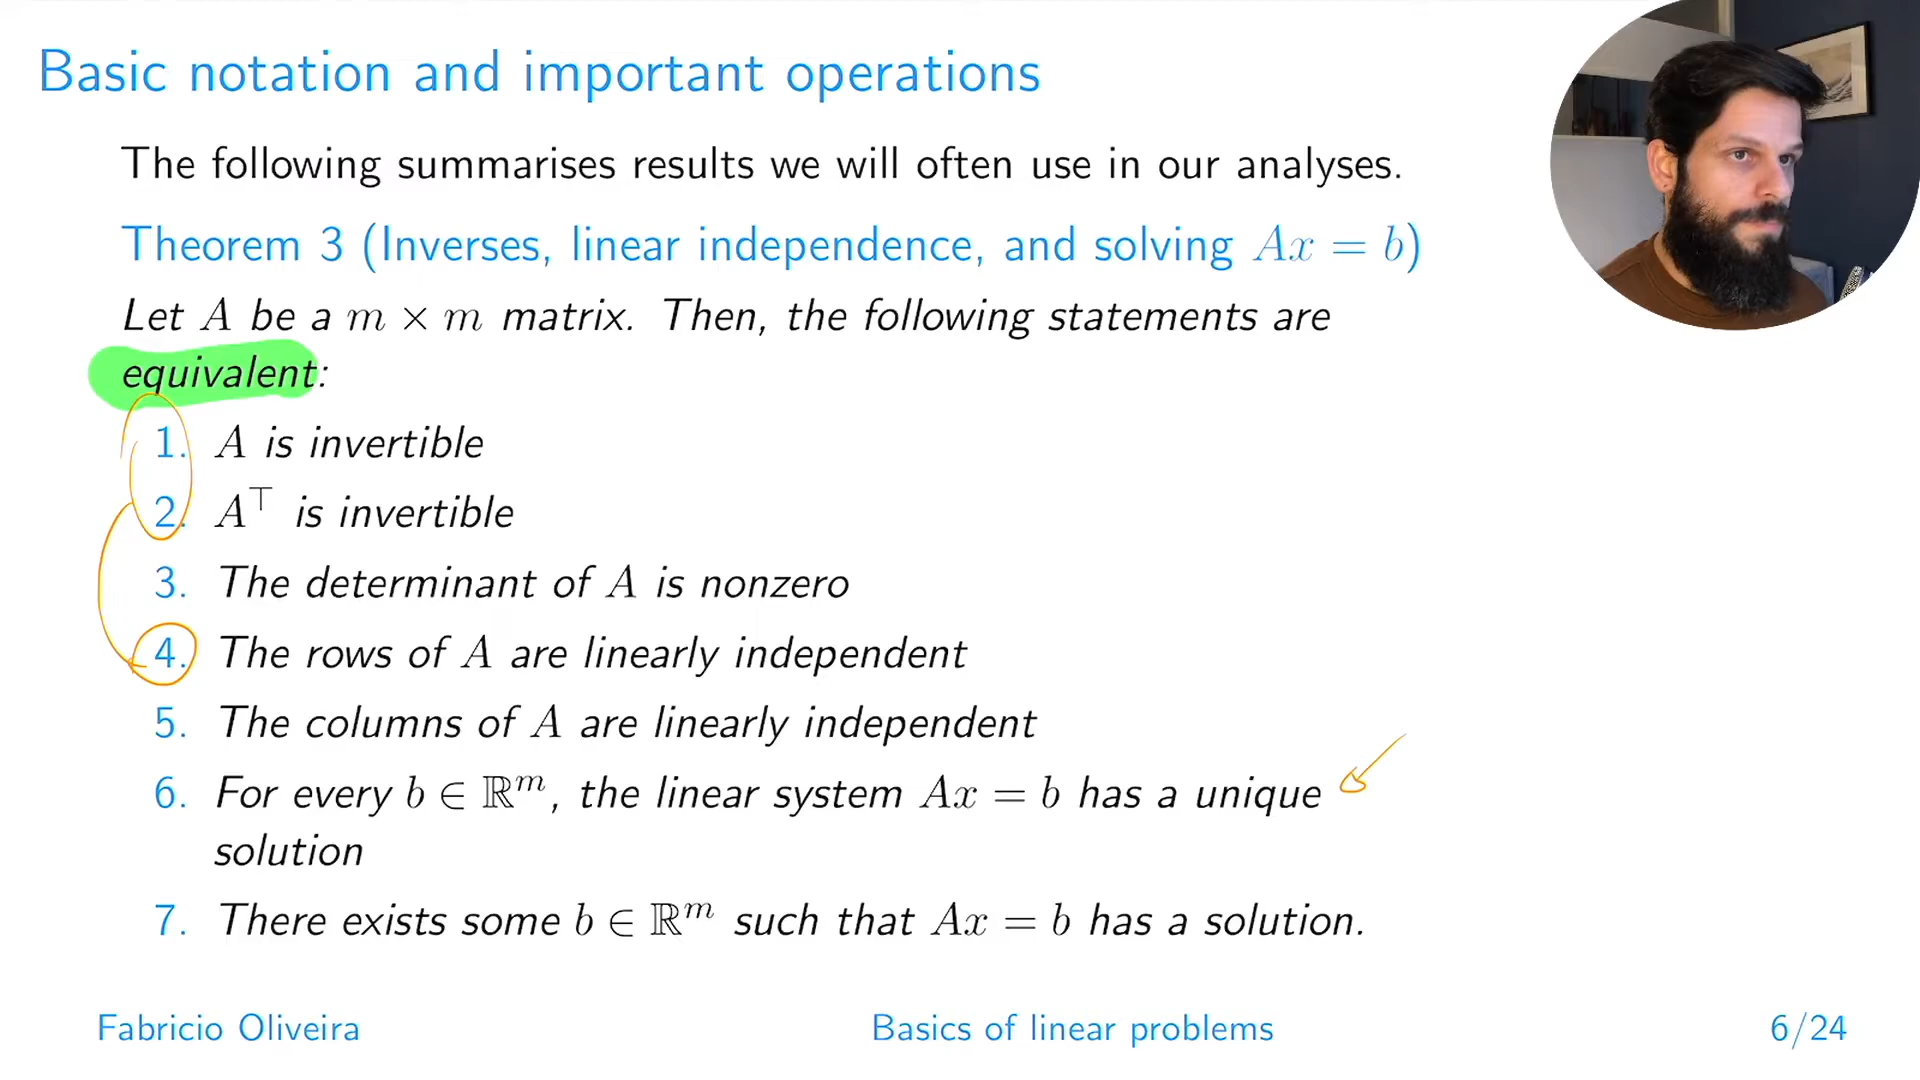 Basic notation and important operations
The following summarises results we will often use in our analyses.
Theorem 3 (Inverses, linear independence, and solving Ax = b)
Let A be a m × m matrix. Then, the following statements are
equivalent:
1. A is invertible
2. A⊤ is invertible
3. The determinant of A is nonzero
4. The rows of A are linearly independent
5. The columns of A are linearly independent
6. For every b ∈ ℝᵐ, the linear system Ax = b has a unique
solution
7. There exists some b ∈ ℝᵐ such that Ax = b has a solution.
Fabricio Oliveira
Basics of linear problems
6/24